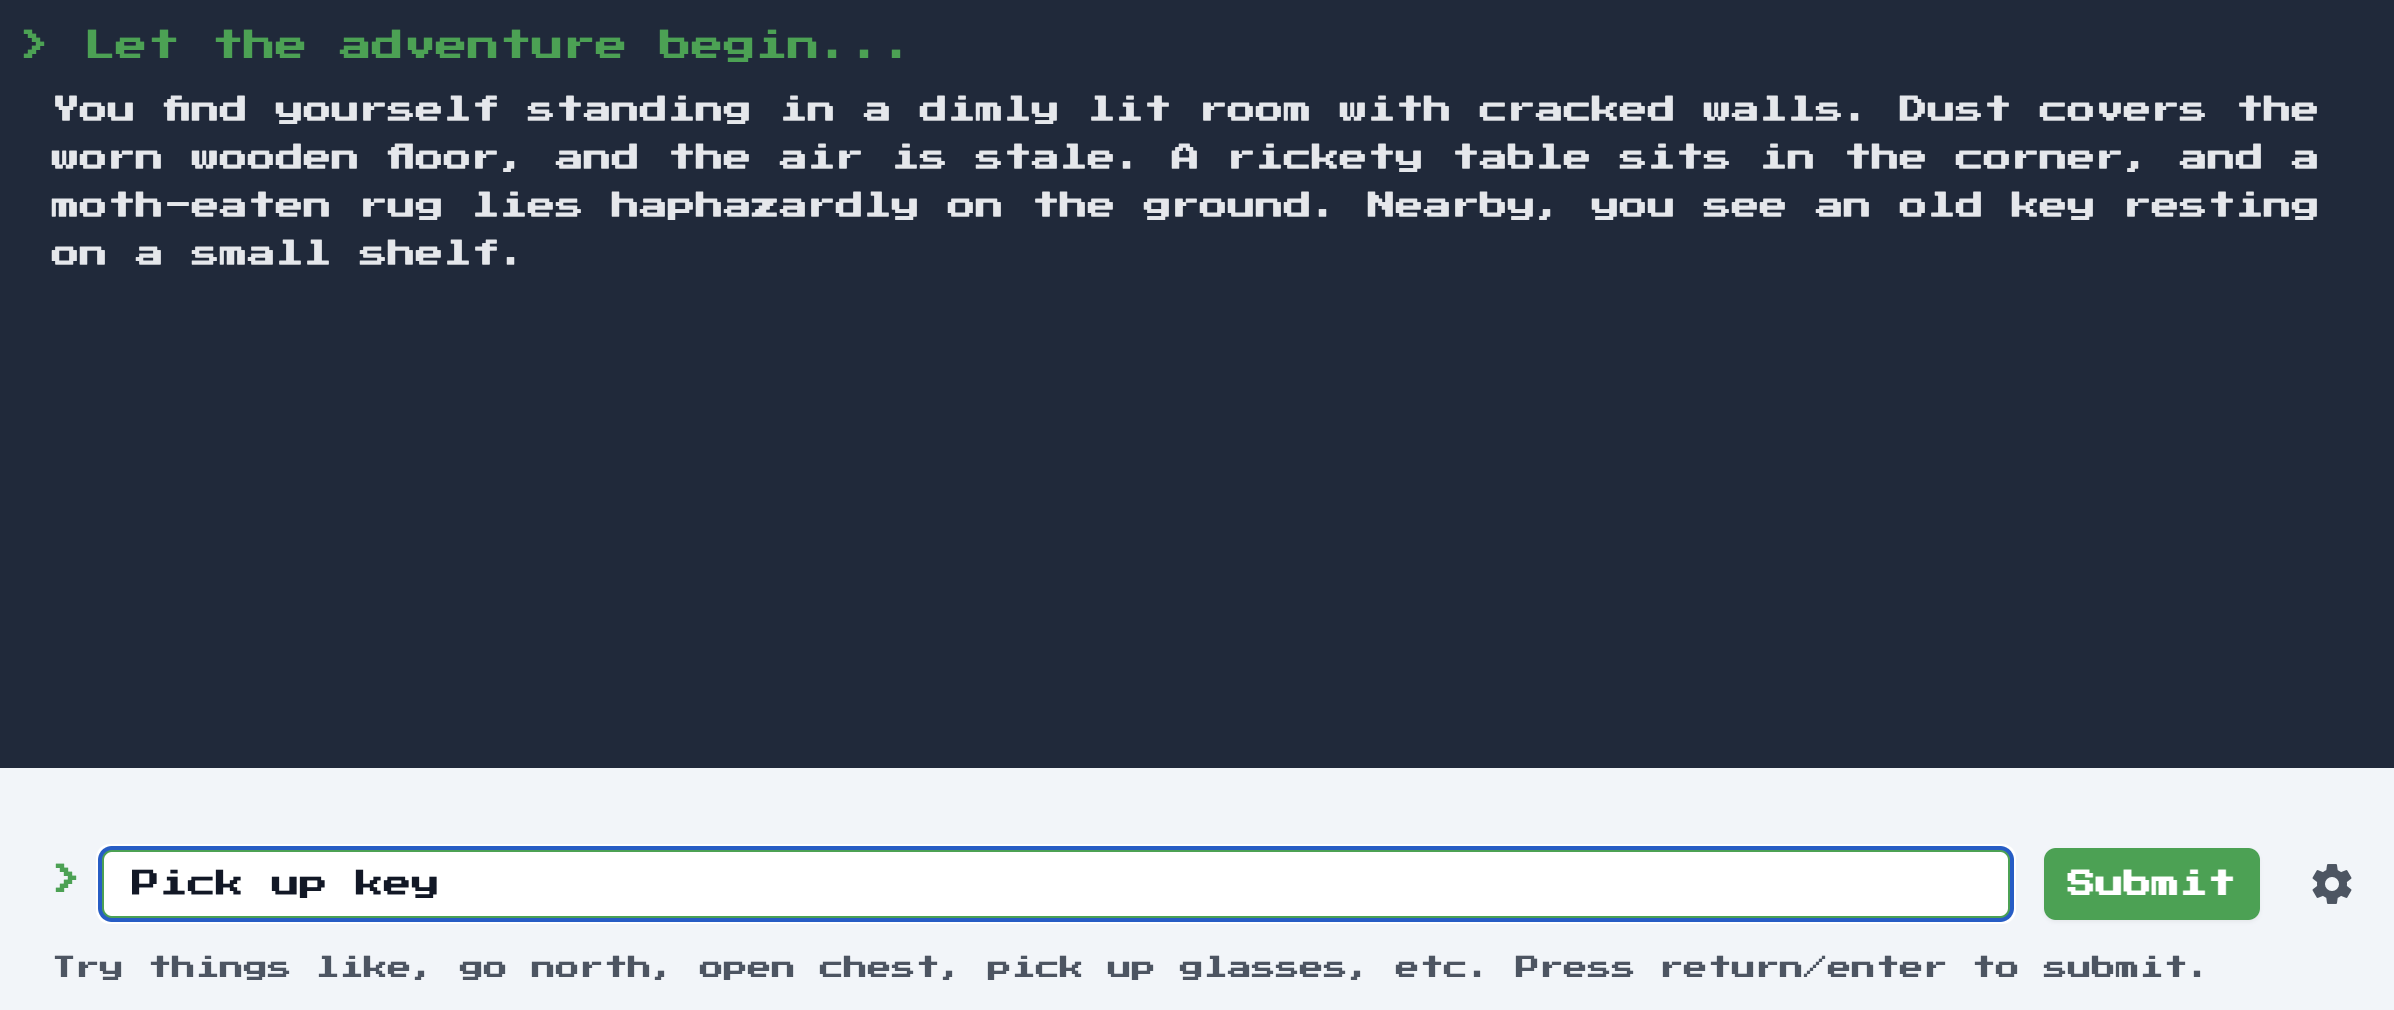 > Let the adventure begin...
You find yourself standing in a dimly lit room with cracked walls. Dust covers the
worn wooden floor, and the air is stale. A rickety table sits in the corner, and a
moth-eaten rug lies haphazardly on the ground. Nearby, you see an old key resting
on a small shelf.
> Pick up key Submit
Try things like, go north, open chest, pick up glasses, etc. Press return/enter to submit.